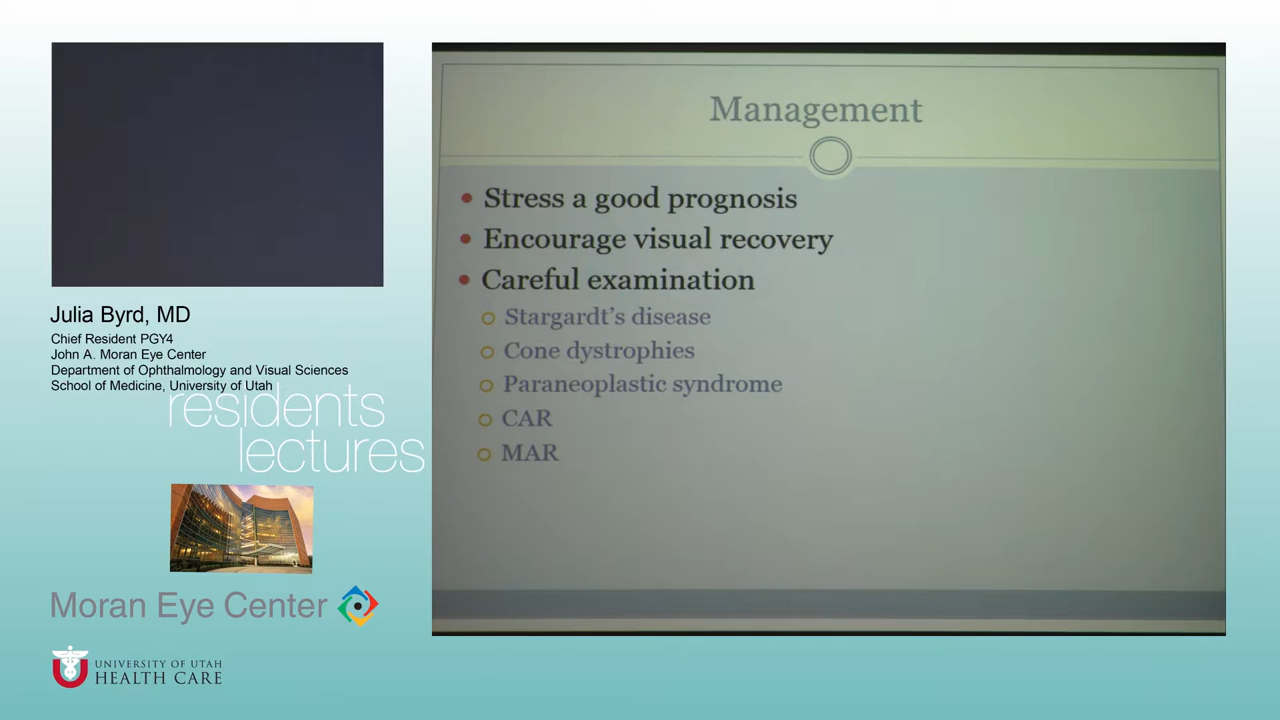 Management
Stress a good prognosis
Encourage visual recovery
Careful examination
Stargardt's disease
Cone dystrophies
Paraneoplastic syndrome
CAR
MAR
Julia Byrd, MD
Chief Resident PGY4
John A. Moran Eye Center
Department of Ophthalmology and Visual Sciences
School of Medicine, University of Utah
residents
lectures
Moran Eye Center
UNIVERSITY OF UTAH
HEALTH CARE